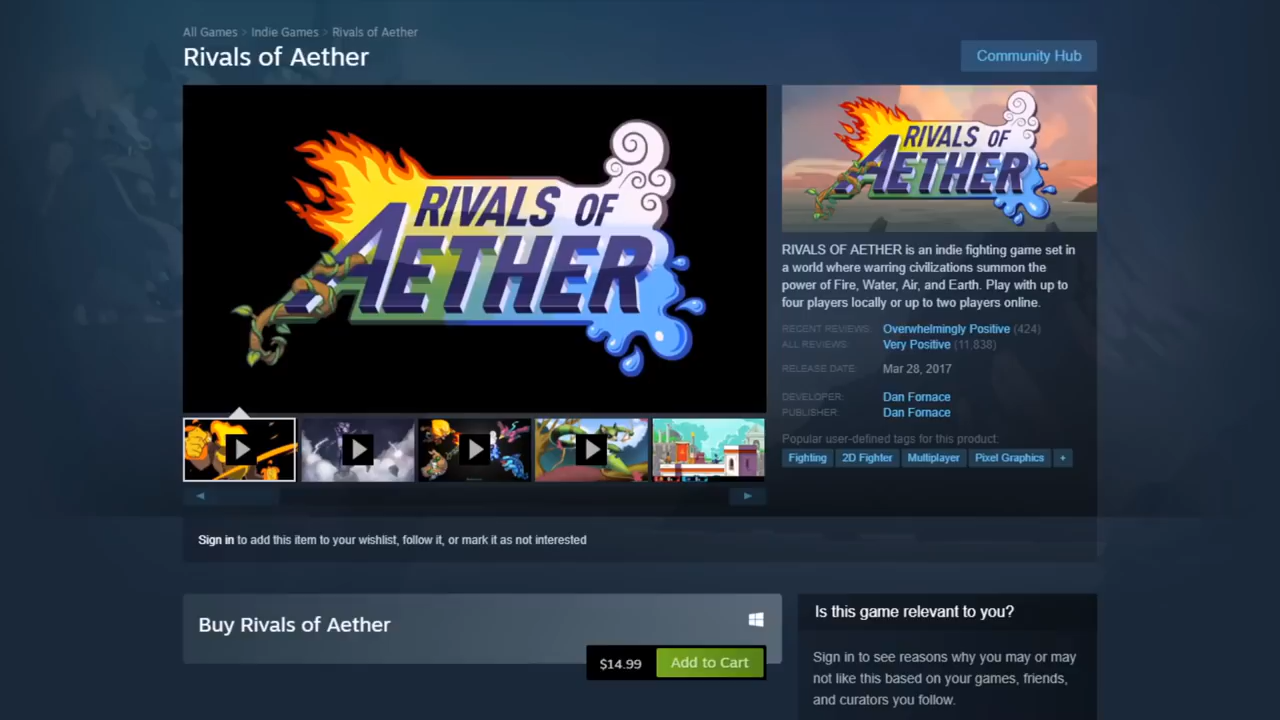 All Games > Indie Games > Rivals of Aether
Rivals of Aether
Community Hub
RIVALS OF
AETHER
RIVALS OF
AETHER
RIVALS OF AETHER is an indie fighting game set in
a world where warring civilizations summon the
power of Fire, Water, Air, and Earth. Play with up to
four players locally or up to two players online.
RECENT REVIEWS: Overwhelmingly Positive (424)
ALL REVIEWS: Very Positive (11,838)
RELEASE DATE: Mar 28, 2017
DEVELOPER: Dan Fornace
PUBLISHER: Dan Fornace
Popular user-defined tags for this product:
Fighting 2D Fighter Multiplayer Pixel Graphics +
Sign in to add this item to your wishlist, follow it, or mark it as not interested
Buy Rivals of Aether
$14.99 Add to Cart
Is this game relevant to you?
Sign in to see reasons why you may or may
not like this based on your games, friends,
and curators you follow.